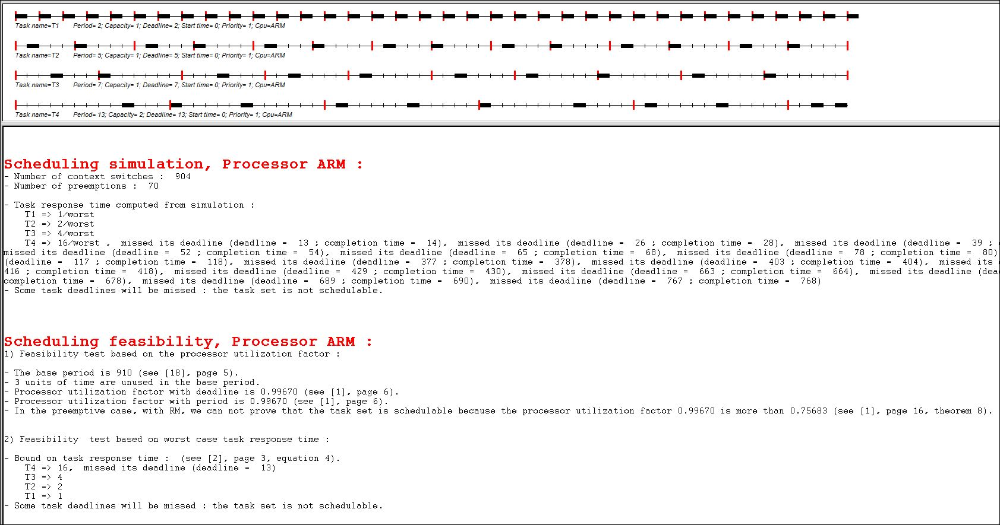 Task name=T1 Period= 2; Capacity= 1; Deadline= 2; Start time= 0; Priority= 1; Cpu=ARM
Task name=T2 Period= 5; Capacity= 1; Deadline= 5; Start time= 0; Priority= 1; Cpu=ARM
Task name=T3 Period= 7; Capacity= 1; Deadline= 7; Start time= 0; Priority= 1; Cpu=ARM
Task name=T4 Period= 13; Capacity= 2; Deadline= 13; Start time= 0; Priority= 1; Cpu=ARM
Scheduling simulation, Processor ARM :
- Number of context switches :  904
- Number of preemptions :  70
- Task response time computed from simulation :
T1 => 1/worst
T2 => 2/worst
T3 => 4/worst
T4 => 16/worst ,  missed its deadline (deadline =  13 ; completion time =  14),  missed its deadline (deadline =  26 ; completion time =  28),  missed its deadline (deadline =  39 ;
missed its deadline (deadline =  52 ; completion time =  54),  missed its deadline (deadline =  65 ; completion time =  68),  missed its deadline (deadline =  78 ; completion time =  80)
(deadline =  117 ; completion time =  118),  missed its deadline (deadline =  377 ; completion time =  378),  missed its deadline (deadline =  403 ; completion time =  404),  missed its
416 ; completion time =  418),  missed its deadline (deadline =  429 ; completion time =  430),  missed its deadline (deadline =  663 ; completion time =  664),  missed its deadline
completion time =  678),  missed its deadline (deadline =  689 ; completion time =  690),  missed its deadline (deadline =  767 ; completion time =  768)
- Some task deadlines will be missed : the task set is not schedulable.
Scheduling feasibility, Processor ARM :
1) Feasibility test based on the processor utilization factor :
- The base period is 910 (see [18], page 5).
- 3 units of time are unused in the base period.
- Processor utilization factor with deadline is 0.99670 (see [1], page 6).
- Processor utilization factor with period is 0.99670 (see [1], page 6).
- In the preemptive case, with RM, we can not prove that the task set is schedulable because the processor utilization factor 0.99670 is more than 0.75683 (see [1], page 16, theorem 8).
2) Feasibility  test based on worst case task response time :
- Bound on task response time :  (see [2], page 3, equation 4).
T4 => 16,  missed its deadline (deadline =  13)
T3 => 4
T2 => 2
T1 => 1
- Some task deadlines will be missed : the task set is not schedulable.